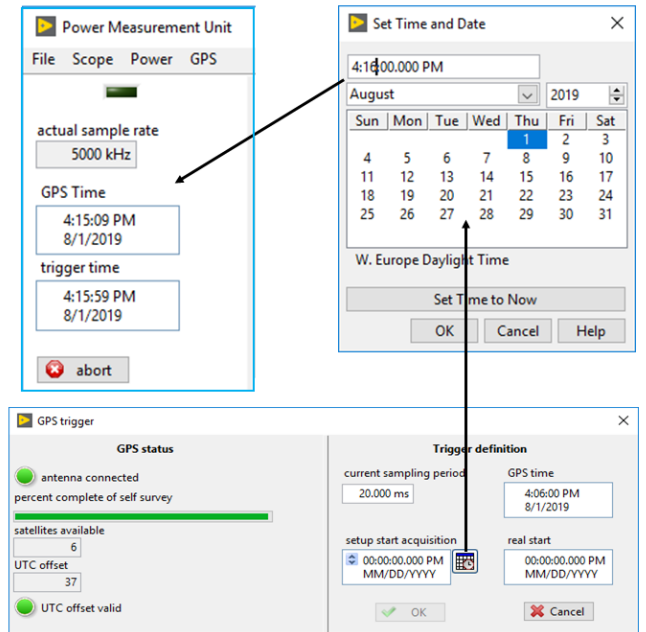 Power Measurement Unit
File Scope Power GPS
actual sample rate
5000 kHz
GPS Time
4:15:09 PM
8/1/2019
trigger time
4:15:59 PM
8/1/2019
abort
Set Time and Date
4:16:00.000 PM
August 2019
Sun Mon Tue Wed Thu Fri Sat
1 2 3
4 5 6 7 8 9 10
11 12 13 14 15 16 17
18 19 20 21 22 23 24
25 26 27 28 29 30 31
W. Europe Daylight Time
Set Time to Now
OK Cancel Help
GPS trigger
GPS status
antenna connected
percent complete of self survey
satellites available
6
UTC offset
37
UTC offset valid
Trigger definition
current sampling period
20.000 ms
GPS time
4:06:00 PM
8/1/2019
setup start acquisition
00:00:00.000 PM
MM/DD/YYYY
real start
00:00:00.000 PM
MM/DD/YYYY
OK
Cancel